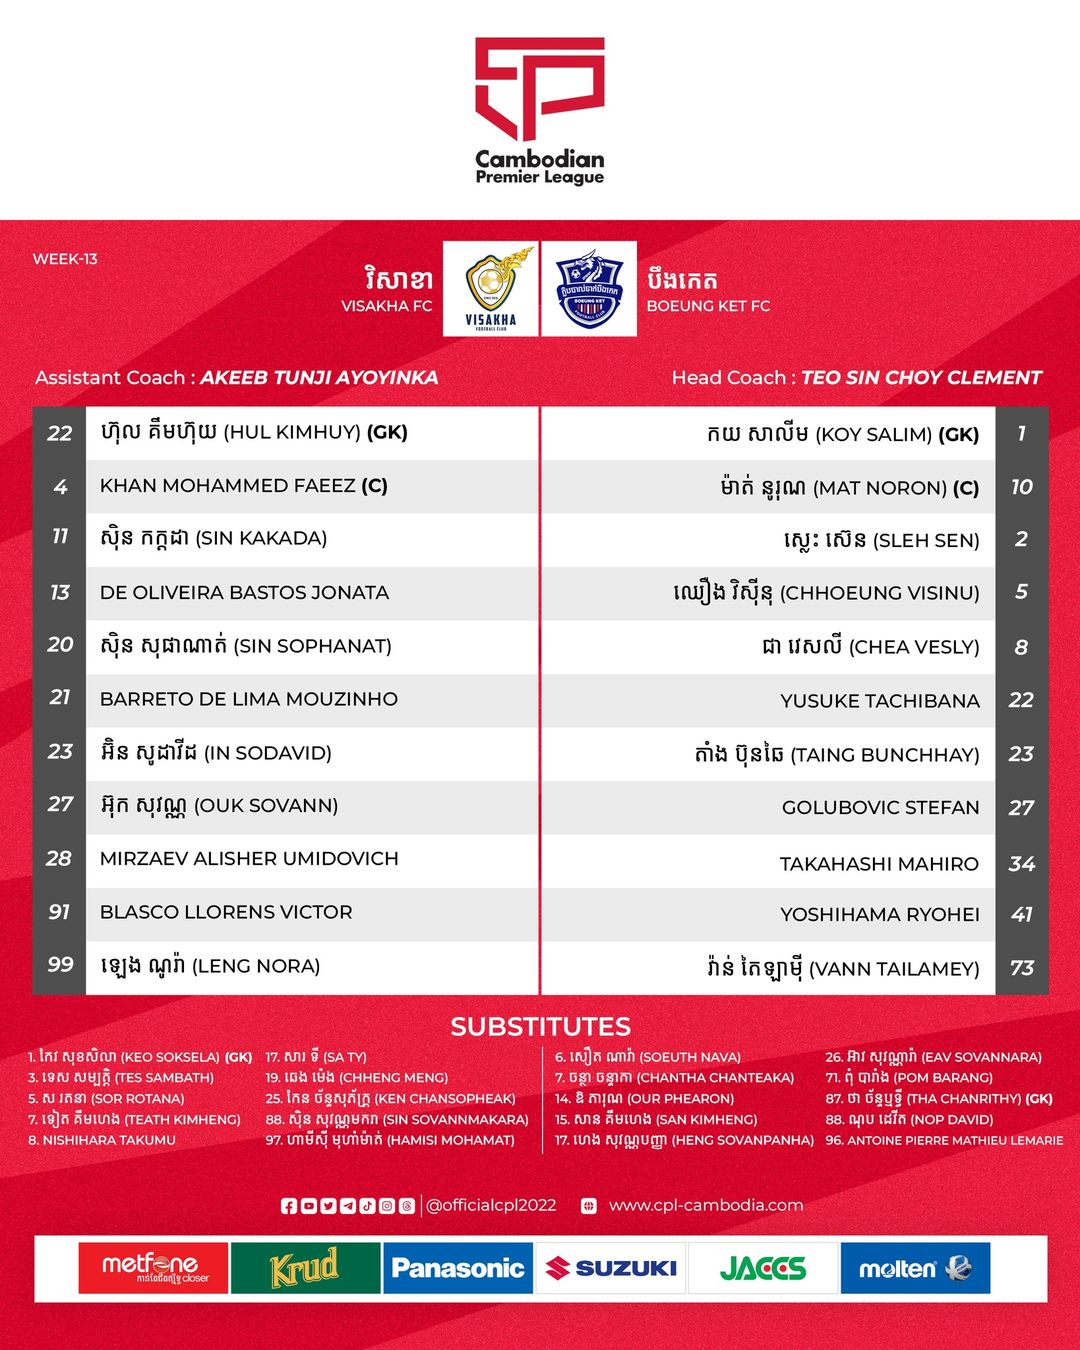 Cambodian
Premier League
WEEK-13
វិសាខា
VISAKHA FC
VISAKHA
FOOTBALL CLUB
បឹងកេត
BOEUNG KET FC
BOEUNG KET
FOOTBALL CLUB
Assistant Coach : AKEEB TUNJI AYOYINKA
Head Coach : TEO SIN CHOY CLEMENT
22 ហ៊ុល គឹមហ៊ុយ (HUL KIMHUY) (GK)
4 KHAN MOHAMMED FAEEZ (C)
11 ស៊ិន កក្កដា (SIN KAKADA)
13 DE OLIVEIRA BASTOS JONATA
20 ស៊ិន សុផាណាត់ (SIN SOPHANAT)
21 BARRETO DE LIMA MOUZINHO
23 អ៊ិន សូដាវីដ (IN SODAVID)
27 អ៊ុក សុវណ្ណ (OUK SOVANN)
28 MIRZAEV ALISHER UMIDOVICH
91 BLASCO LLORENS VICTOR
99 ឡេង ណូរ៉ា (LENG NORA)
កយ សាលីម (KOY SALIM) (GK) 1
ម៉ាត់ នូរុណ (MAT NORON) (C) 10
ស្លេះ ស៊េន (SLEH SEN) 2
ឈឿង វិស៊ីនុ (CHHOEUNG VISINU) 5
ជា វេសលី (CHEA VESLY) 8
YUSUKE TACHIBANA 22
តាំង ប៊ុនឆៃ (TAING BUNCHHAY) 23
GOLUBOVIC STEFAN 27
TAKAHASHI MAHIRO 34
YOSHIHAMA RYOHEI 41
វ៉ាន់ តៃឡាម៉ី (VANN TAILAMEY) 73
SUBSTITUTES
1. កែវ សុខសិលា (KEO SOKSELA) (GK)
3. ទេស សម្បត្តិ (TES SAMBATH)
5. ស រតនា (SOR ROTANA)
7. ទៀត គឹមហេង (TEATH KIMHENG)
8. NISHIHARA TAKUMU
17. សារ ទី (SA TY)
19. ឆេង ម៉េង (CHHENG MENG)
25. កែន ច័ន្ទសុភ័ក្ត្រ (KEN CHANSOPHEAK)
88. ស៊ិន សុវណ្ណមករា (SIN SOVANNMAKARA)
97. ហាមីស៊ី មុហាំម៉ាត់ (HAMISI MOHAMAT)
6. សឿត ណាវ៉ា (SOEUTH NAVA)
7. ចន្ថា ចន្ទាកា (CHANTHA CHANTEAKA)
14. ឌី ភារុណ (OUR PHEARON)
15. សាន គឹមហេង (SAN KIMHENG)
17. ហេង សុវណ្ណបញ្ញា (HENG SOVANPANHA)
26. អ៊ាវ សុវណ្ណារ៉ា (EAV SOVANNARA)
71. ពុំ បារ៉ាង (POM BARANG)
87. ថា ច័ន្ទឬទ្ធី (THA CHANRITHY) (GK)
88. ណុប ដេវីត (NOP DAVID)
96. ANTOINE PIERRE MATHIEU LEMARIE
@officialcpl2022
www.cpl-cambodia.com
metfone
closer
Krud
Panasonic
SUZUKI
JACCS
molten